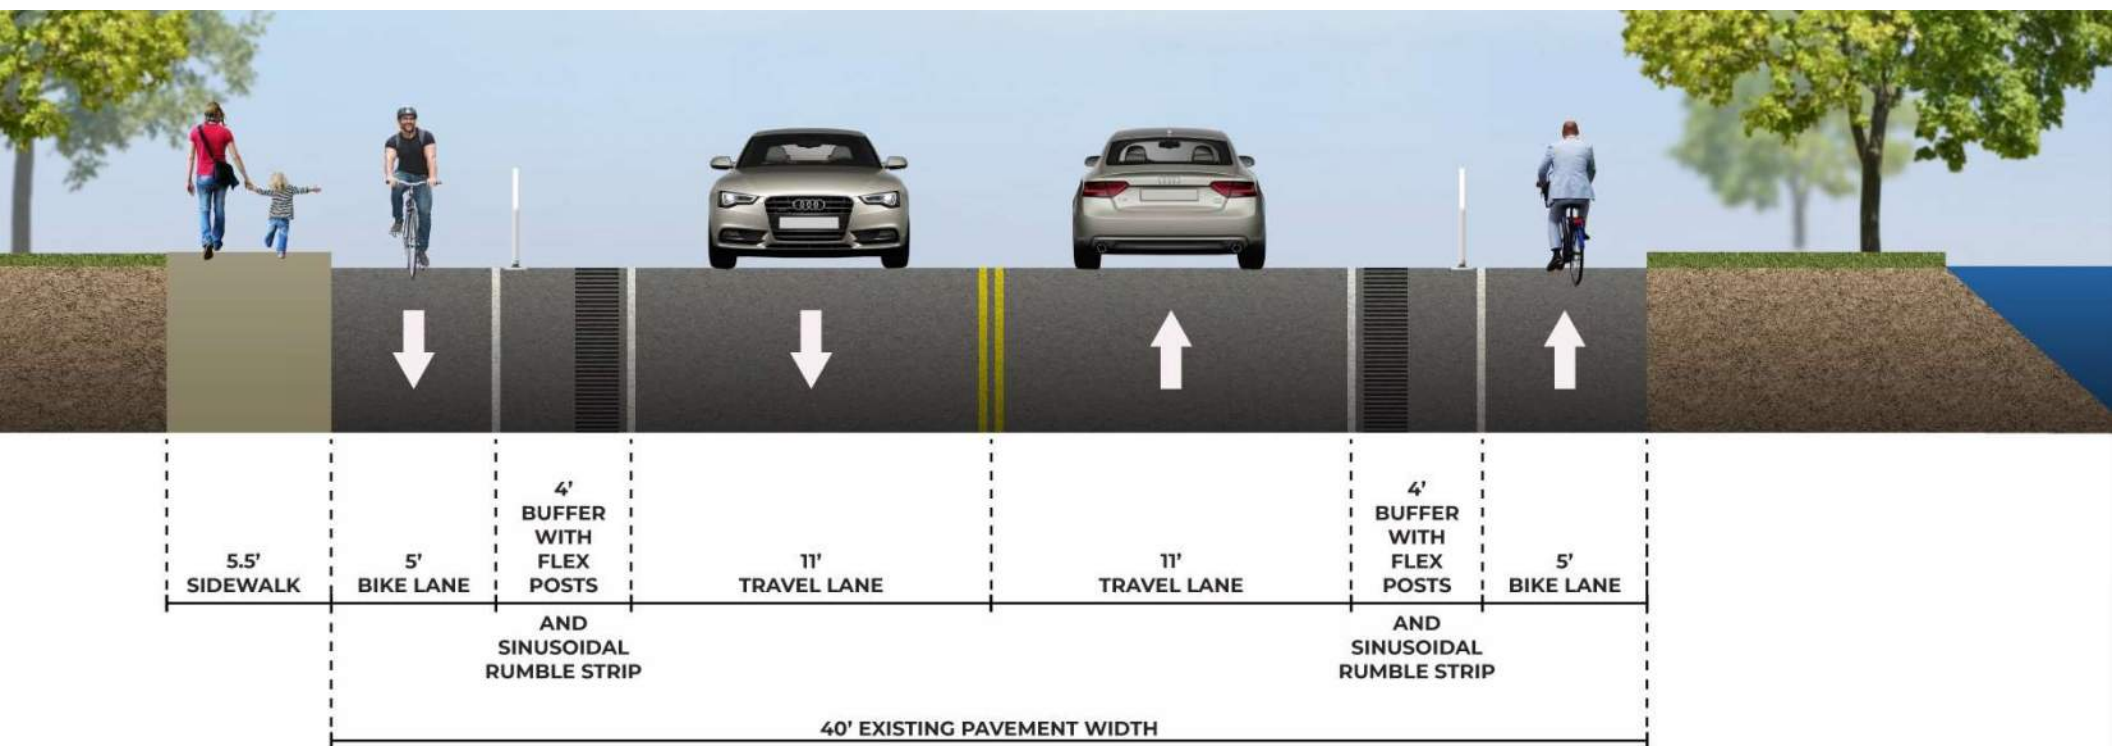 5.5’
SIDEWALK
5’
BIKE LANE
4’
BUFFER
WITH
FLEX
POSTS
AND
SINUSOIDAL
RUMBLE STRIP
11’
TRAVEL LANE
11’
TRAVEL LANE
4’
BUFFER
WITH
FLEX
POSTS
AND
SINUSOIDAL
RUMBLE STRIP
5’
BIKE LANE
40’ EXISTING PAVEMENT WIDTH